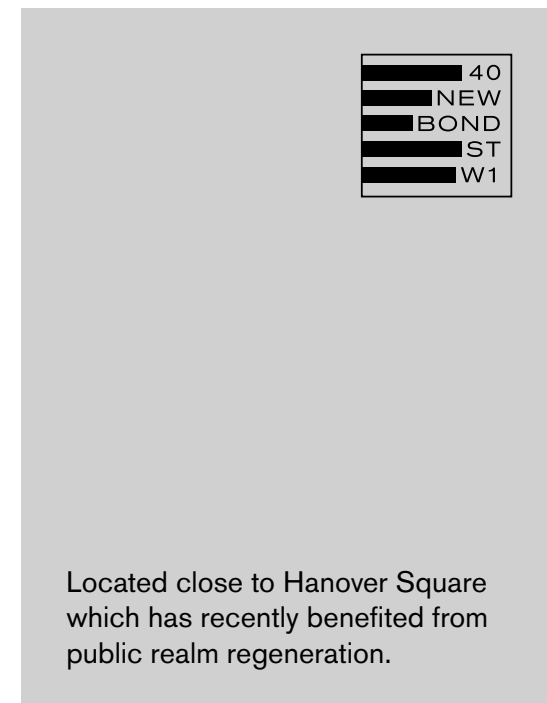 40
NEW
BOND
ST
W1
Located close to Hanover Square
which has recently benefited from
public realm regeneration.